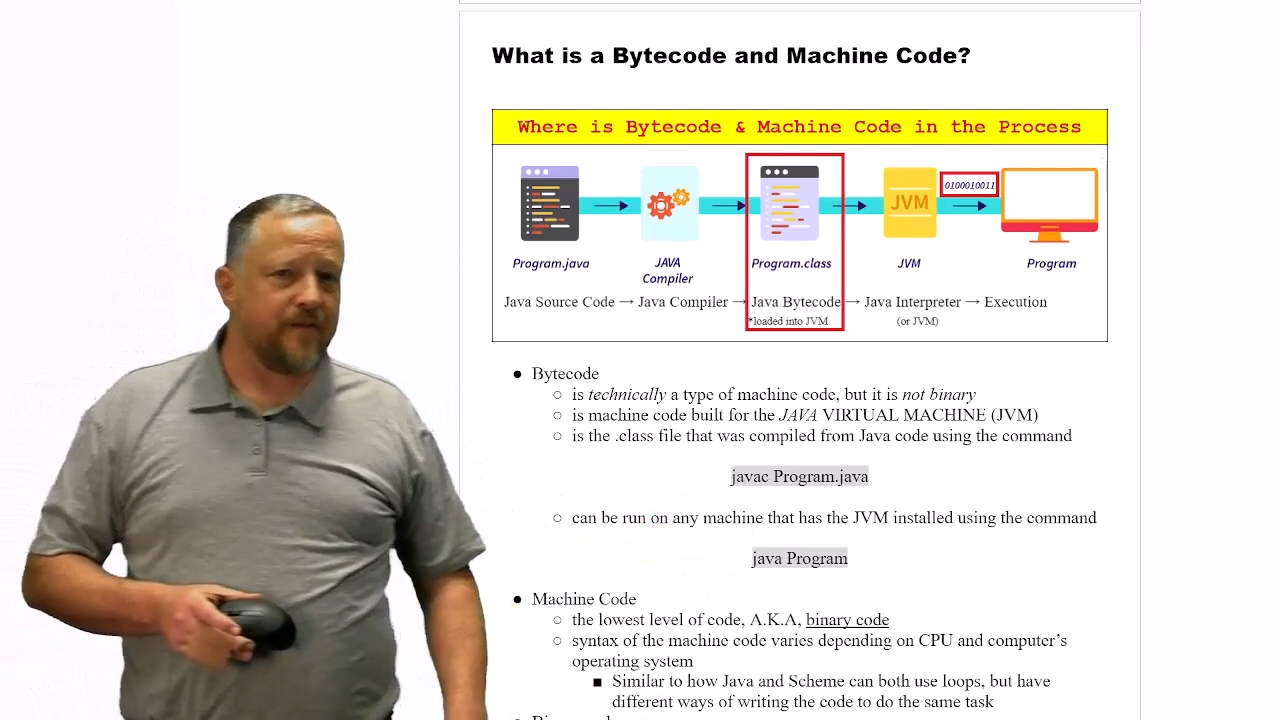 What is a Bytecode and Machine Code?
Where is Bytecode & Machine Code in the Process
0100010011
JVM
Program.java
JAVA
Compiler
Program.class
JVM
Program
Java Source Code → Java Compiler → Java Bytecode → Java Interpreter → Execution
*loaded into JVM
(or JVM)
● Bytecode
○ is technically a type of machine code, but it is not binary
○ is machine code built for the JAVA VIRTUAL MACHINE (JVM)
○ is the .class file that was compiled from Java code using the command
javac Program.java
○ can be run on any machine that has the JVM installed using the command
java Program
● Machine Code
○ the lowest level of code, A.K.A, binary code
○ syntax of the machine code varies depending on CPU and computer's
operating system
■ Similar to how Java and Scheme can both use loops, but have
different ways of writing the code to do the same task